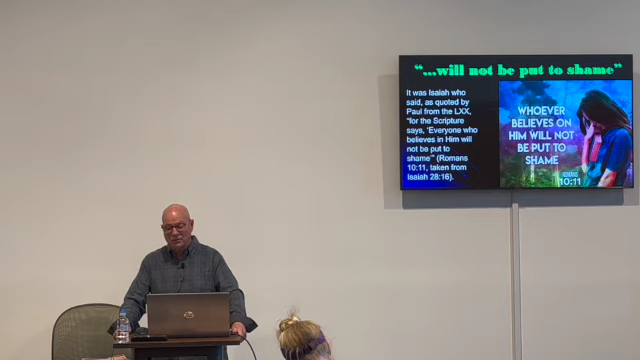 “...will not be put to shame”
It was Isaiah who
said, as quoted by
Paul from the LXX,
“for the Scripture
says, ‘Everyone who
believes in Him will
not be put to
shame’” (Romans
10:11, taken from
Isaiah 28:16).
WHOEVER
BELIEVES ON
HIM WILL NOT
BE PUT TO
SHAME
ROMANS
10:11
hp